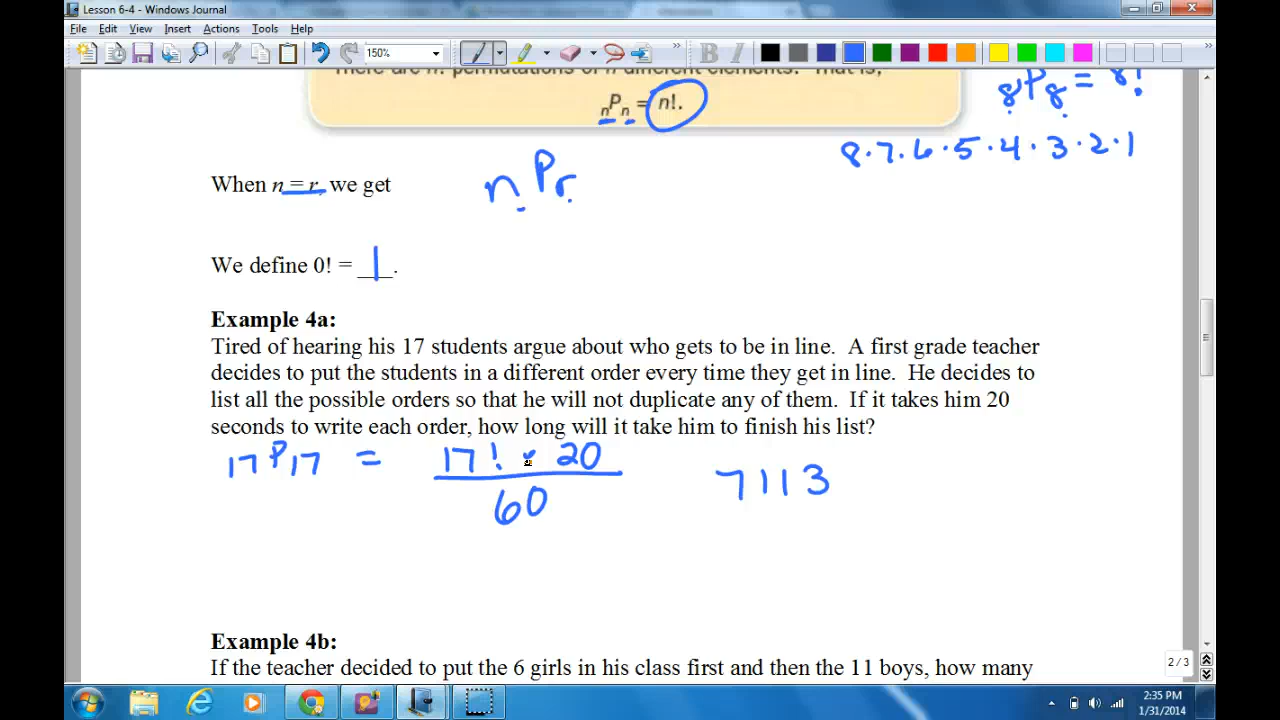 Lesson 6-4 - Windows Journal
File Edit View Insert Actions Tools Help
150%
nPn = n!.
8P8 = 8!
8·7·6·5·4·3·2·1
When n = r, we get
nPr
We define 0! = 1.
Example 4a:
Tired of hearing his 17 students argue about who gets to be in line. A first grade teacher
decides to put the students in a different order every time they get in line. He decides to
list all the possible orders so that he will not duplicate any of them. If it takes him 20
seconds to write each order, how long will it take him to finish his list?
17P17 = 17! · 20
60
7113
Example 4b:
If the teacher decided to put the 6 girls in his class first and then the 11 boys, how many
2 / 3
2:35 PM
1/31/2014